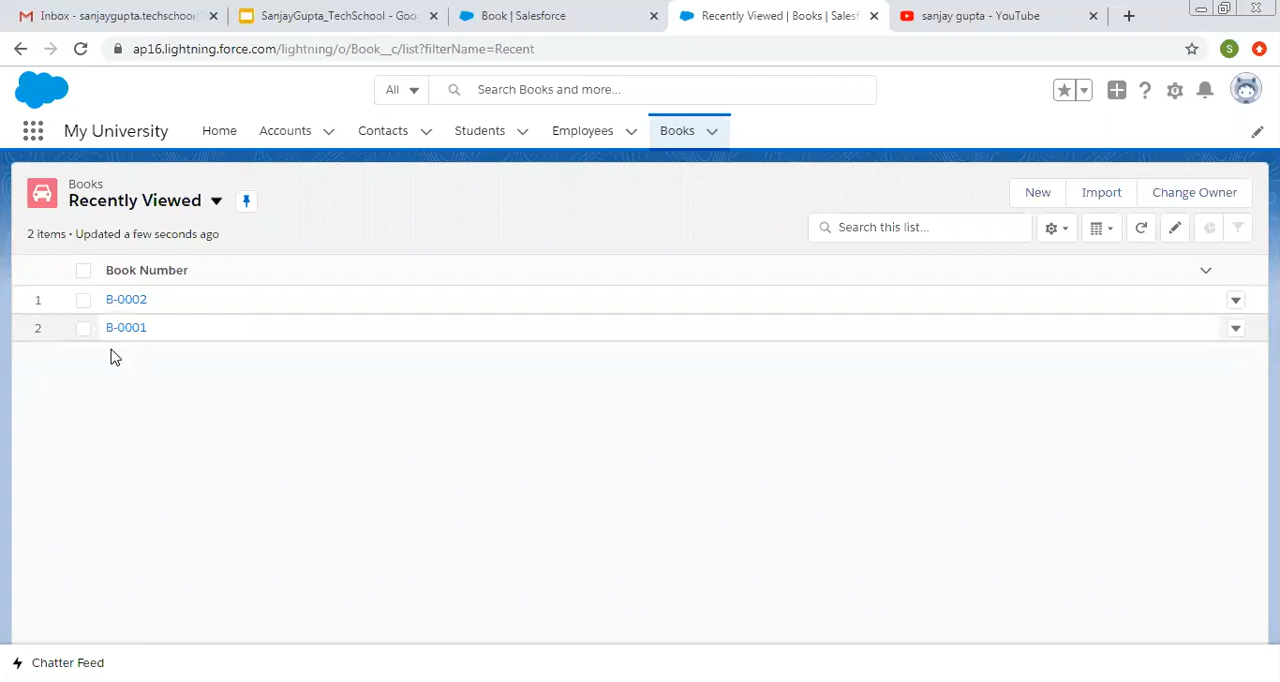 Inbox - sanjaygupta.techschool
SanjayGupta_TechSchool - Goo
Book | Salesforce
Recently Viewed | Books | Salesf
sanjay gupta - YouTube
ap16.lightning.force.com/lightning/o/Book__c/list?filterName=Recent
S
All
Search Books and more...
My University
Home
Accounts
Contacts
Students
Employees
Books
Books
Recently Viewed
New
Import
Change Owner
2 items • Updated a few seconds ago
Search this list...
Book Number
1
B-0002
2
B-0001
Chatter Feed